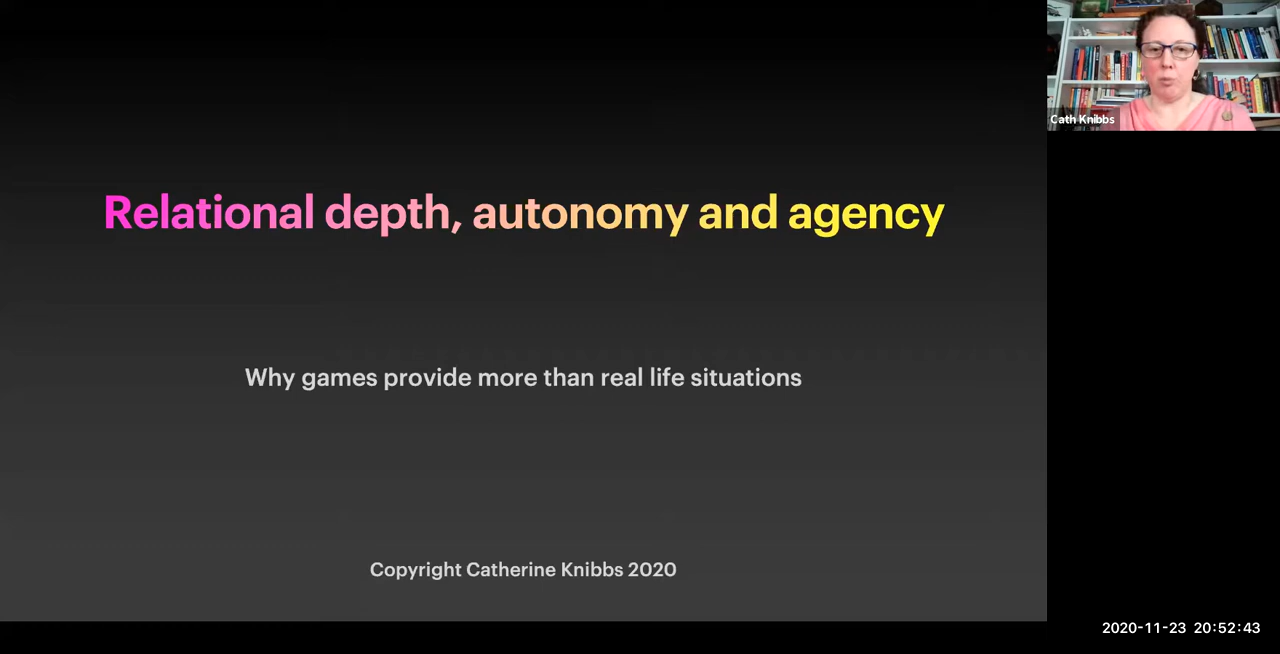 Relational depth, autonomy and agency
Why games provide more than real life situations
Copyright Catherine Knibbs 2020
Cath Knibbs
2020-11-23 20:52:43